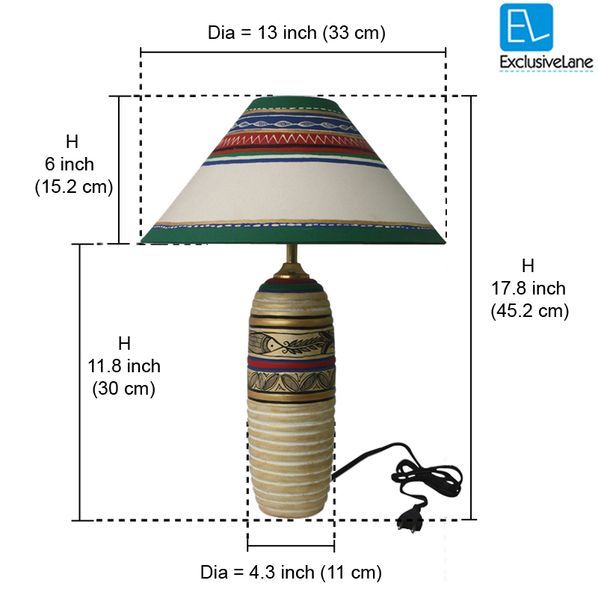 Dia = 13 inch (33 cm)
EL
ExclusiveLane
H
6 inch
(15.2 cm)
H
17.8 inch
(45.2 cm)
H
11.8 inch
(30 cm)
Dia = 4.3 inch (11 cm)